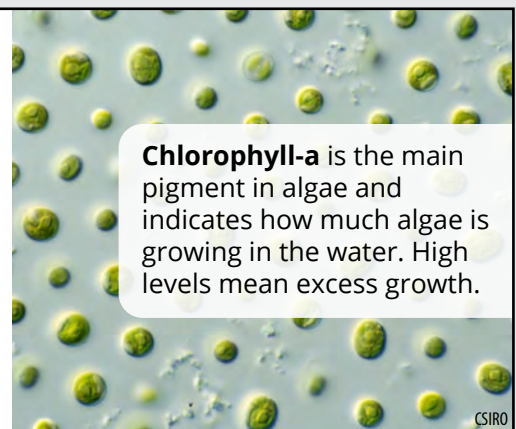 Chlorophyll-a is the main
pigment in algae and
indicates how much algae is
growing in the water. High
levels mean excess growth.
CSIRO